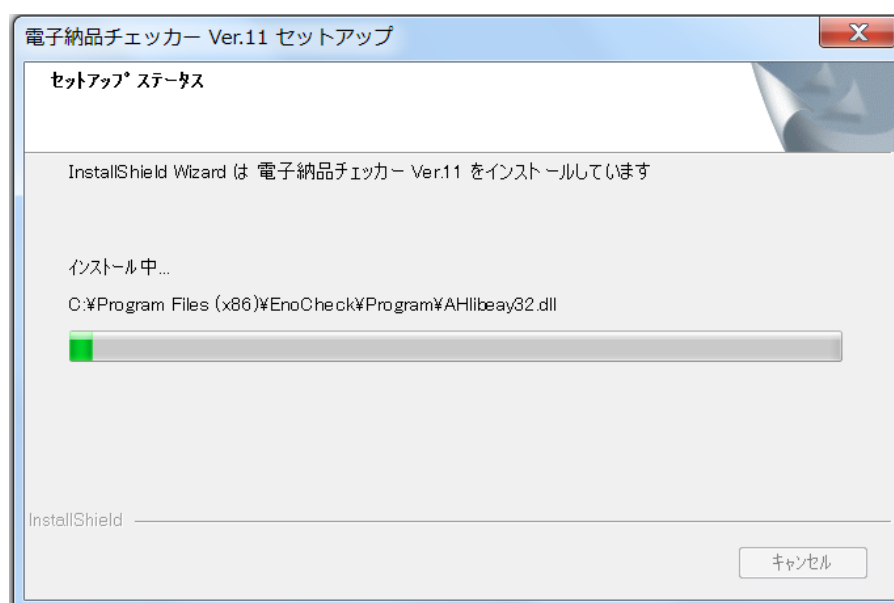 電子納品チェッカー Ver.11 セットアップ
セットアップ ステータス
InstallShield Wizard は 電子納品チェッカー Ver.11 をインストールしています
インストール中...
C:¥Program Files (x86)¥EnoCheck¥Program¥AHlibeay32.dll
InstallShield
キャンセル